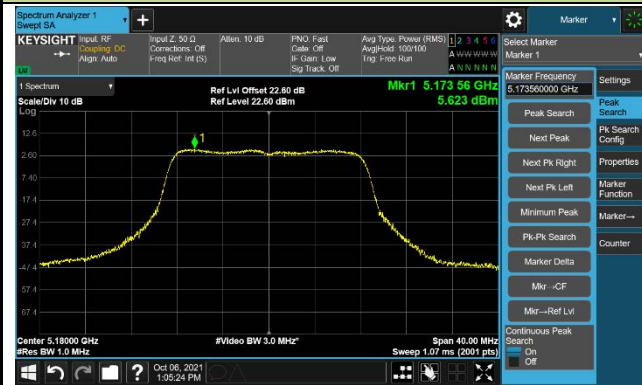 Spectrum Analyzer 1
Swept SA
+
Marker
KEYSIGHT
Input: RF
Coupling: DC
Align: Auto
Input Z: 50 Ω
Corrections: Off
Freq Ref: Int (S)
Atten: 10 dB
PNO: Fast
Gate: Off
IF Gain: Low
Sig Track: Off
Avg Type: Power (RMS)
Avg|Hold: 100/100
Trig: Free Run
1 2 3 4 5 6
A W W W W W
A N N N N N
LM
Select Marker
Marker 1
1 Spectrum
Scale/Div 10 dB
Log
Ref Lvl Offset 22.60 dB
Ref Level 22.60 dBm
Mkr1 5.173 56 GHz
5.623 dBm
1
12.6
2.60
-7.40
-17.4
-27.4
-37.4
-47.4
-57.4
-67.4
Center 5.18000 GHz
#Res BW 1.0 MHz
#Video BW 3.0 MHz*
Span 40.00 MHz
Sweep 1.07 ms (2001 pts)
Marker Frequency
5.173560000 GHz
Peak Search
Next Peak
Next Pk Right
Next Pk Left
Minimum Peak
Pk-Pk Search
Marker Delta
Mkr→CF
Mkr→Ref Lvl
Continuous Peak
Search
On
Off
Settings
Peak
Search
Pk Search
Config
Properties
Marker
Function
Marker→
Counter
?
Oct 06, 2021
1:05:24 PM